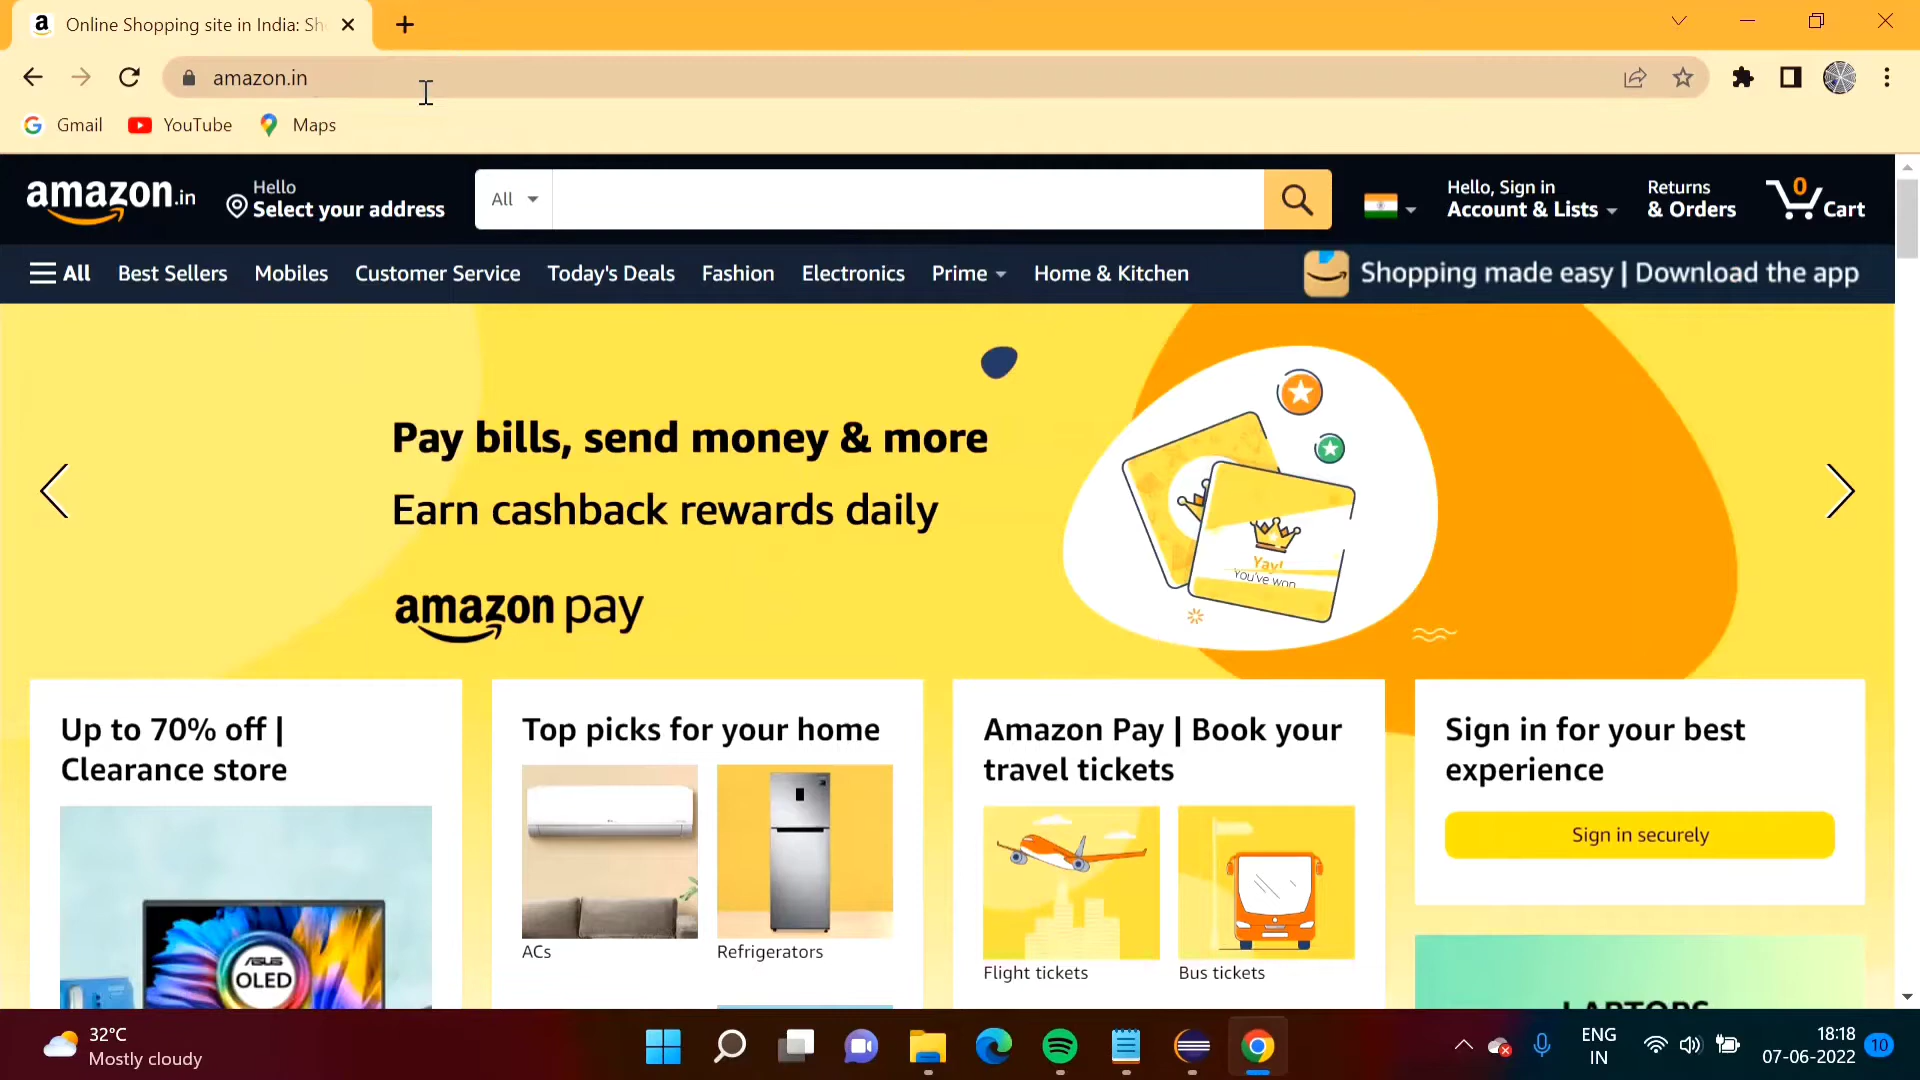 Online Shopping site in India: Sh
amazon.in
Gmail
YouTube
Maps
amazon.in
Hello
Select your address
All
Hello, Sign in
Account & Lists
Returns
& Orders
0
Cart
All
Best Sellers
Mobiles
Customer Service
Today's Deals
Fashion
Electronics
Prime
Home & Kitchen
Shopping made easy | Download the app
Pay bills, send money & more
Earn cashback rewards daily
amazon pay
Yay!
You've won
Up to 70% off |
Clearance store
Top picks for your home
Amazon Pay | Book your
travel tickets
Sign in for your best
experience
Sign in securely
ACs
Refrigerators
Flight tickets
Bus tickets
ASUS
OLED
LAPTOPS
32°C
Mostly cloudy
ENG
IN
18:18
07-06-2022
10